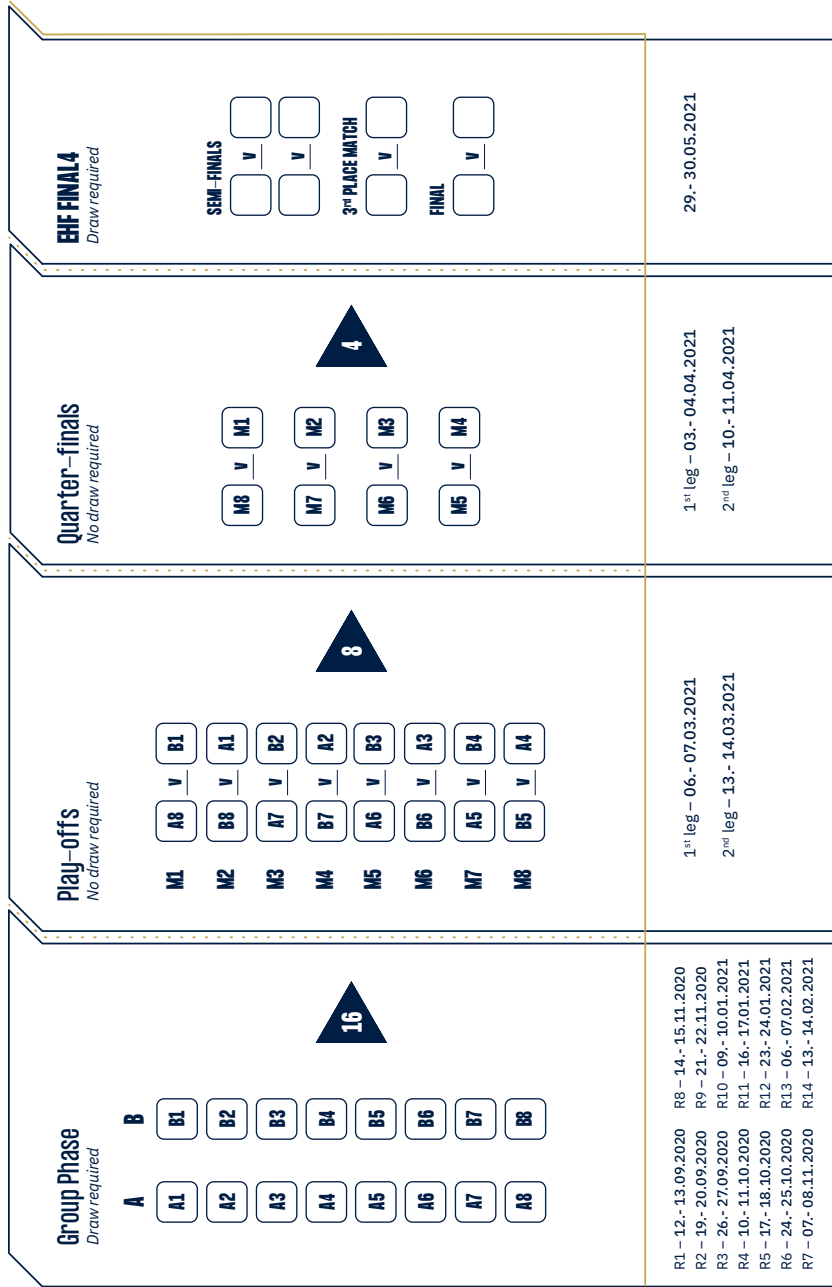 Group Phase
Draw required
A B
A1 B1
A2 B2
A3 B3
A4 B4
A5 B5
A6 B6
A7 B7
A8 B8
16
R1 – 12.- 13.09.2020 R8 – 14.- 15.11.2020
R2 – 19.- 20.09.2020 R9 – 21.- 22.11.2020
R3 – 26.- 27.09.2020 R10 – 09.- 10.01.2021
R4 – 10.- 11.10.2020 R11 – 16.- 17.01.2021
R5 – 17.- 18.10.2020 R12 – 23.- 24.01.2021
R6 – 24.- 25.10.2020 R13 – 06.- 07.02.2021
R7 – 07.- 08.11.2020 R14 – 13.- 14.02.2021
Play-offs
No draw required
M1 A8 V B1
M2 B8 V A1
M3 A7 V B2
M4 B7 V A2
M5 A6 V B3
M6 B6 V A3
M7 A5 V B4
M8 B5 V A4
8
1st leg – 06.- 07.03.2021
2nd leg – 13.- 14.03.2021
Quarter-finals
No draw required
M8 V M1
M7 V M2
M6 V M3
M5 V M4
4
1st leg – 03.- 04.04.2021
2nd leg – 10.- 11.04.2021
EHF FINAL4
Draw required
SEMI-FINALS
V
V
3rd PLACE MATCH
V
FINAL
V
29.- 30.05.2021